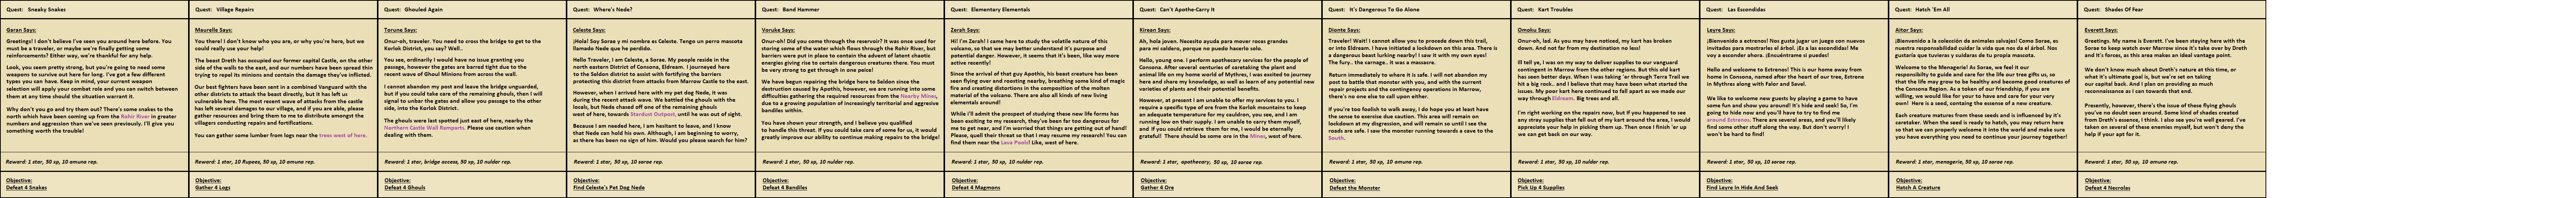 Quest: Sneaky Snakes
Garan Says:
Greetings! I don't believe I've seen you around here before. You
must be a traveler, or maybe we're finally getting some
reinforcements? Either way, we're thankful for any help.
Look, you seem pretty strong, but you're going to need some
weapons to survive out here for long. I've got a few different
types you can have. Keep in mind, your current weapon
selection will apply your combat role and you can switch between
them at any time should the situation warrant it.
Why don't you go and try them out? There's some snakes to the
north which have been coming up from the Rohir River in greater
numbers and aggression than we've seen previously. I'll give you
something worth the trouble!
Reward: 1 star, 50 xp, 10 amune rep.
Objective:
Defeat 4 Snakes
Quest: Village Repairs
Maurelle Says:
You there! I don't know who you are, or why you're here, but we
could really use your help!
The beast Dreth has occupied our former capital Castle, on the other
side of the walls to the east, and our numbers have been spread thin
trying to repel its minions and contain the damage they've inflicted.
Our best fighters have been sent in a combined Vanguard with the
other districts to attack the beast directly, but it has left us
vulnerable here. The most recent wave of attacks from the castle
has left several damages to our village, and if you are able, please
gather resources and bring them to me to distribute amongst the
villagers conducting repairs and fortifications.
You can gather some lumber from logs near the trees west of here.
Reward: 1 star, 10 Rupees, 50 xp, 10 amune rep.
Objective:
Gather 4 Logs
Quest: Ghouled Again
Torune Says:
Onur-oh, traveler. You need to cross the bridge to get to the
Korlok District, you say? Well..
You see, ordinarily I would have no issue granting you
passage, however the gates are barred tight due to the
recent wave of Ghoul Minions from across the wall.
I cannot abandon my post and leave the bridge unguarded,
but if you could take care of the remaining ghouls, then I will
signal to unbar the gates and allow you passage to the other
side, into the Korlok District.
The ghouls were last spotted just east of here, nearby the
Northern Castle Wall Ramparts. Please use caution when
dealing with them.
Reward: 1 star, bridge access, 50 xp, 10 nulder rep.
Objective:
Defeat 4 Ghouls
Quest: Where's Nede?
Celeste Says:
¡Hola! Soy Sorae y mi nombre es Celeste. Tengo un perro mascota
llamado Nede que he perdido.
Hello Traveler, I am Celeste, a Sorae. My people reside in the
north eastern District of Consona, Eldream. I journeyed here
to the Seldon district to assist with fortifying the barriers
protecting this district from attacks from Marrow Castle to the east.
However, when I arrived here with my pet dog Nede, it was
during the recent attack wave. We battled the ghouls with the
locals, but Nede chased off one of the remaining ghouls
west of here, towards Stardust Outpost, until he was out of sight.
Because I am needed here, I am hesitant to leave, and I know
that Nede can hold his own. Although, I am beginning to worry,
as there has been no sign of him. Would you please search for him?
Reward: 1 star, 50 xp, 10 sorae rep.
Objective:
Find Celeste's Pet Dog Nede
Quest: Band Hammer
Voruke Says:
Onur-oh! Did you come through the reservoir? It was once used for
storing some of the water which flows through the Rohir River, but
barriers were put in place to contain the advent of latent chaotic
energies giving rise to certain dangerous creatures there. You must
be very strong to get through in one piece!
We have begun repairing the bridge here to Seldon since the
destruction caused by Apothis, however, we are running into some
difficulties gathering the required resources from the Nearby Mines,
due to a growing population of increasingly territorial and aggressive
bandiles within.
You have shown your strength, and I believe you qualified
to handle this threat. If you could take care of some for us, it would
greatly improve our ability to continue making repairs to the bridge!
Reward: 1 star, 50 xp, 10 nulder rep.
Objective:
Defeat 4 Bandiles
Quest: Elementary Elementals
Zarah Says:
Hi! I'm Zarah! I came here to study the volatile nature of this
volcano, so that we may better understand it's purpose and
potential danger. However, it seems that it's been, like way more
active recently!
Since the arrival of that guy Apothis, his beast creature has been
seen flying over and roosting nearby, breathing some kind of magic
fire and creating distortions in the composition of the molten
material of the volcano. There are also all kinds of new living
elementals around!
While I'll admit the prospect of studying these new life forms has
been exciting to my research, they've been far too dangerous for
me to get near, and I'm worried that things are getting out of hand!
Please, quell their threat so that I may resume my research! You can
find them near the Lava Pools! Like, west of here.
Reward: 1 star, 50 xp, 10 nulder rep.
Objective:
Defeat 4 Magmons
Quest: Can't Apothe-Carry It
Kirean Says:
Ah, hola joven. Necesito ayuda para mover rocas grandes
para mi caldero, porque no puedo hacerlo solo.
Hello, young one. I perform apothecary services for the people of
Consona. After several centuries of caretaking the plant and
animal life on my home world of Mythros, I was excited to journey
here and share my knowledge, as well as learn of any potential new
varieties of plants and their potential benefits.
However, at present I am unable to offer my services to you. I
require a specific type of ore from the Korlok mountains to keep
an adequate temperature for my cauldron, you see, and I am
running low on their supply. I am unable to carry them myself,
and if you could retrieve them for me, I would be eternally
grateful! There should be some ore in the Mines, west of here.
Reward: 1 star, apothecary, 50 xp, 10 sorae rep.
Objective:
Gather 4 Ore
Quest: It's Dangerous To Go Alone
Dionte Says:
Traveler! Wait! I cannot allow you to procede down this road,
or into Eldream. I have initiated a lockdown on this area. There is
a dangerous beast lurking nearby! I saw it with my own eyes!
The fury.. the carnage.. it was a massacre.
Return immediately to where it is safe. I will not abandon my
post to battle that monster with you, and with the current
repair projects and the contingency operations in Marrow,
there's no one else to call upon either.
If you're too foolish to walk away, I do hope you at least have
the sense to exercise due caution. This area will remain on
lockdown at my disgression, and will remain so until I see the
roads are safe. I saw the monster running towards a cave to the
South.
Reward: 1 star, 50 xp, 10 amune rep.
Objective:
Defeat the Monster
Quest: Kart Troubles
Omoku Says:
Onur-oh, lad. As you may have noticed, my kart has broken
down. And not far from my destination no less!
I tell ya, I was on my way to deliver supplies to our vanguard
contingent in Marrow from the other regions. But this old kart
has seen better days. When I was taking 'er through Terra Trail we
hit a big rock.. and I believe that may have been what started the
issues. My poor kart here continued to fall apart as we made our
way through Eldream. Big trees and all.
I'm right working on the repairs now, but if you happened to see
any stray supplies that fell out of my kart around the area, I would
appreciate your help in picking them up. Then once I finish 'er up
we can get back on our way.
Reward: 1 star, 50 xp, 10 nulder rep.
Objective:
Pick Up 4 Supplies
Quest: Las Escondidas
Leyre Says:
¡Bienvenido a extrenos! Nos gusta jugar un juego con nuevos
invitados para mostrarles el árbol. ¡Es a las escondidas! Me
voy a esconder ahora. ¡Encuéntrame si puedes!
Hello and welcome to Extrenos! This is our home away from
home in Consona, named after the heart of our tree, Extrene
in Mythros along with Falor and Savel.
We like to welcome new guests by playing a game to have
some fun and show you around! It's hide and seek! So, I'm
going to hide now and you'll have to try to find me
around Extrenos. There are several areas, and you'll likely
find some other stuff along the way. But don't worry! I
won't be hard to find!
Reward: 1 star, 50 xp, 10 sorae rep.
Objective:
Find Leyre In Hide And Seek
Quest: Hatch 'Em All
Aitor Says:
¡Bienvenido a la colección de animales salvajes! Como Soraes, es
nuestra responsabilidad cuidar la vida que nos da el árbol. Nos
gustaría que tuvieras y cuidaras de tu propia mascota.
Welcome to the Menagerie! As Sorae, we feel it our
responsibility to guide and care for the life our tree gifts us, so
that the life may grow to be healthy and become good creatures of
the Consona Region. As a token of our friendship, if you are
willing, we would like for your to have and care for your very
own! Here is a seed, containg the essense of a new creature.
Each creature matures from these seeds and is influenced by it's
caretaker. When the seed is ready to hatch, you may return here
so that we can properly welcome it into the world and make sure
you have everything you need to continue your journey together!
Reward: 1 star, menagerie, 50 xp, 10 sorae rep.
Objective:
Hatch A Creature
Quest: Shades Of Fear
Everett Says:
Greetings. My name is Everett. I've been staying here with the
Sorae to keep watch over Marrow since it's take over by Dreth
and it's forces, as this area makes an ideal vantage point.
We don't know much about Dreth's nature at this time, or
what it's ultimate goal is, but we're set on taking
our capital back. And I plan on providing as much
reconnaissance as I can towards that end.
Presently, however, there's the issue of these flying ghouls
you've no doubt seen around. Some kind of shades created
from Dreth's essence, I think. I also see you're well geared. I've
taken on several of these enemies myself, but won't deny the
help if your apt for it.
Reward: 1 star, 50 xp, 10 amune rep.
Objective:
Defeat 4 Necrolas